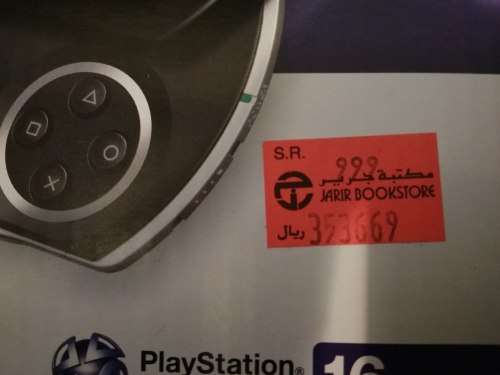 S.R.
999
مكتبة جرير
JARIR BOOKSTORE
353669
ريال
PlayStation®
16